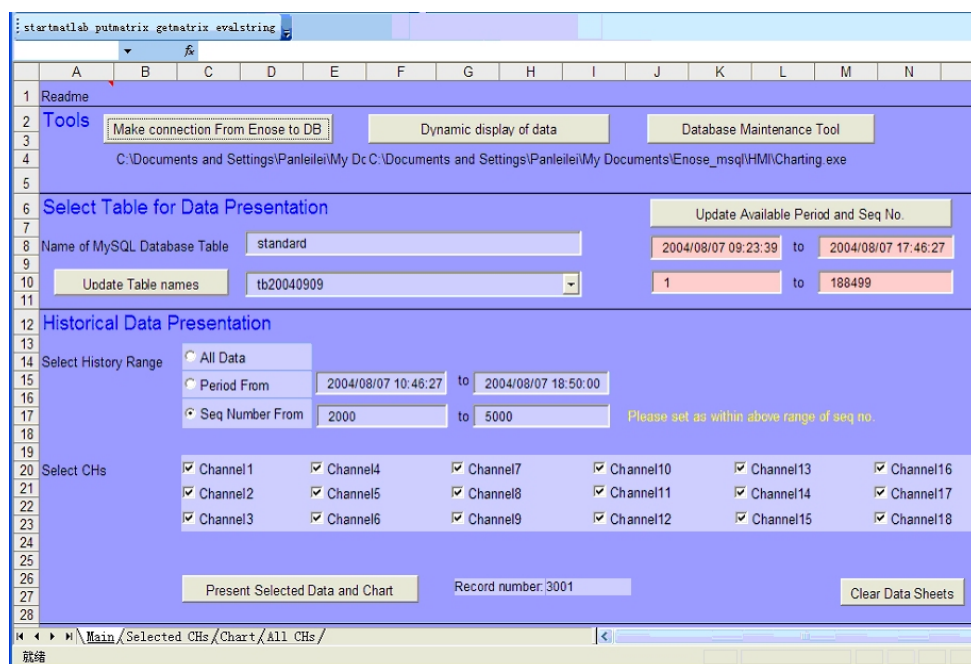 startmatlab putmatrix getmatrix evalstring
fx
A B C D E F G H I J K L M N
1 Readme
2 Tools Make connection From Enose to DB Dynamic display of data Database Maintenance Tool
3
4 C:\Documents and Settings\Panleilei\My Dc C:\Documents and Settings\Panleilei\My Documents\Enose_msql\HMI\Charting.exe
5
6 Select Table for Data Presentation Update Available Period and Seq No.
7
8 Name of MySQL Database Table standard 2004/08/07 09:23:39 to 2004/08/07 17:46:27
9
10 Update Table names tb20040909 1 to 188499
11
12 Historical Data Presentation
13
14 Select History Range All Data
15 Period From 2004/08/07 10:46:27 to 2004/08/07 18:50:00
16
17 Seq Number From 2000 to 5000 Please set as within above range of seq no.
18
19
20 Select CHs Channel1 Channel4 Channel7 Channel10 Channel13 Channel16
21 Channel2 Channel5 Channel8 Channel11 Channel14 Channel17
22
23 Channel3 Channel6 Channel9 Channel12 Channel15 Channel18
24
25
26 Present Selected Data and Chart Record number: 3001 Clear Data Sheets
27
28
Main Selected CHs Chart All CHs
就绪